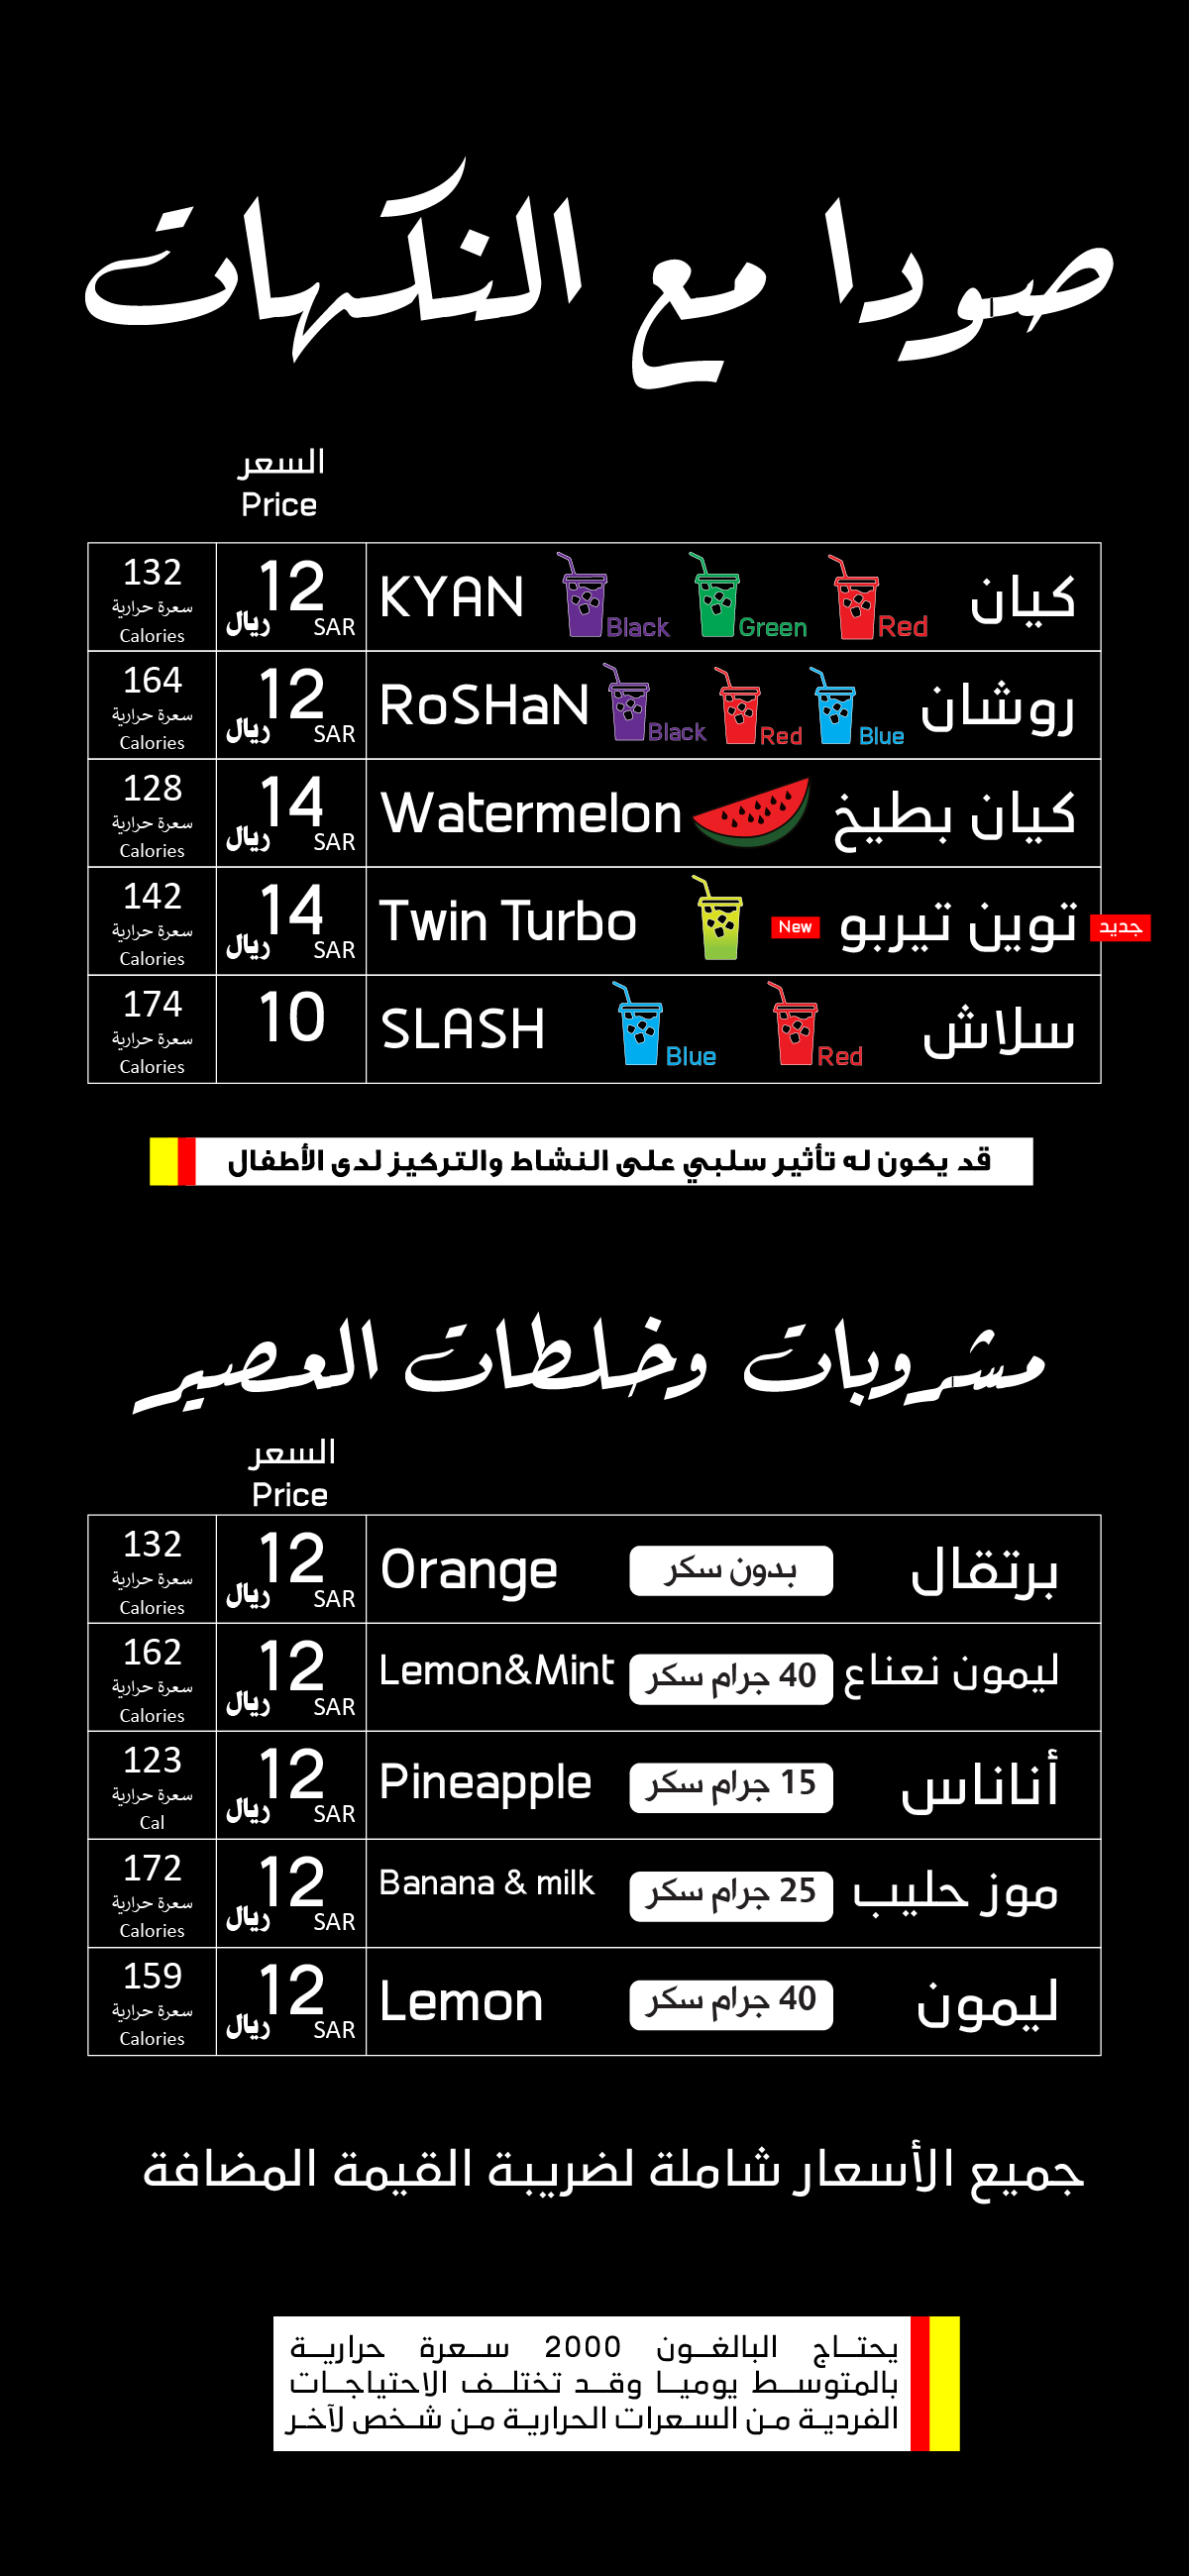 صودا مع النكهات
السعر
Price
كيان Red Green Black KYAN 12 ريال SAR 132 سعرة حرارية Calories
روشان Blue Red Black RoSHaN 12 ريال SAR 164 سعرة حرارية Calories
كيان بطيخ Watermelon 14 ريال SAR 128 سعرة حرارية Calories
جديد توين تيربو New Twin Turbo 14 ريال SAR 142 سعرة حرارية Calories
سلاش Red Blue SLASH 10 174 سعرة حرارية Calories
قد يكون له تأثير سلبي على النشاط والتركيز لدى الأطفال
مشروبات وخلطات العصير
السعر
Price
برتقال بدون سكر Orange 12 ريال SAR 132 سعرة حرارية Calories
ليمون نعناع 40 جرام سكر Lemon&Mint 12 ريال SAR 162 سعرة حرارية Calories
أناناس 15 جرام سكر Pineapple 12 ريال SAR 123 سعرة حرارية Cal
موز حليب 25 جرام سكر Banana & milk 12 ريال SAR 172 سعرة حرارية Calories
ليمون 40 جرام سكر Lemon 12 ريال SAR 159 سعرة حرارية Calories
جميع الأسعار شاملة لضريبة القيمة المضافة
يحتاج البالغون 2000 سعرة حرارية
بالمتوسط يوميا وقد تختلف الاحتياجات
الفردية من السعرات الحرارية من شخص لآخر